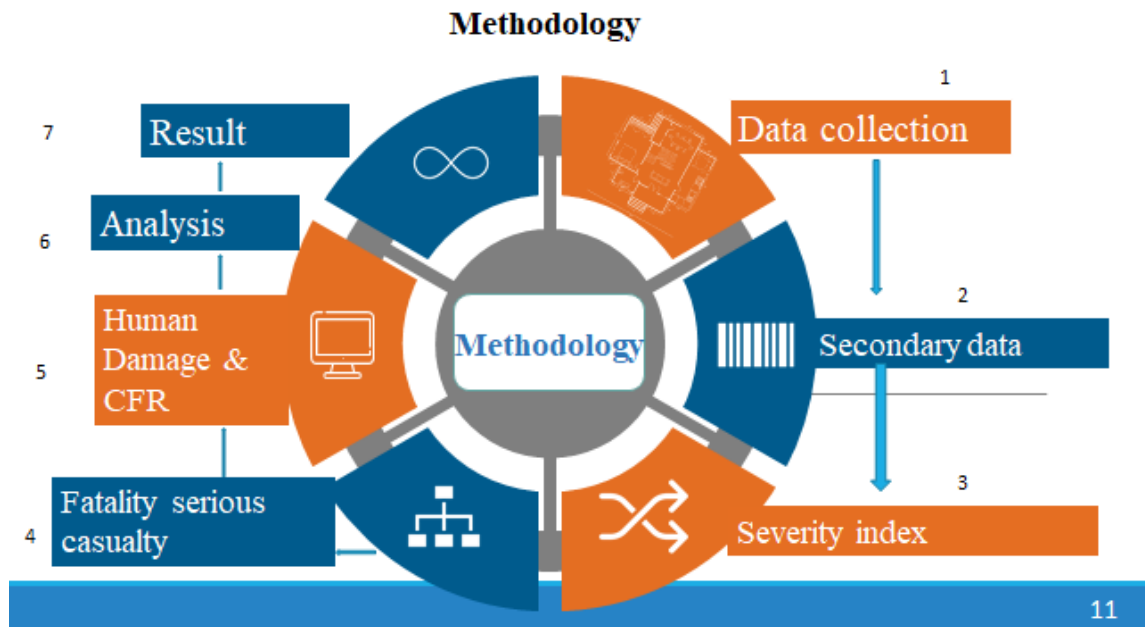 Methodology
1
Data collection
2
Secondary data
3
Severity index
4
Fatality serious
casualty
5
Human
Damage &
CFR
6
Analysis
7
Result
Methodology
11